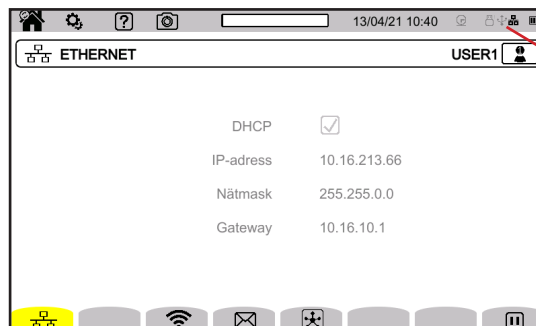 13/04/21 10:40
ETHERNET
USER1
DHCP
IP-adress 10.16.213.66
Nätmask 255.255.0.0
Gateway 10.16.10.1